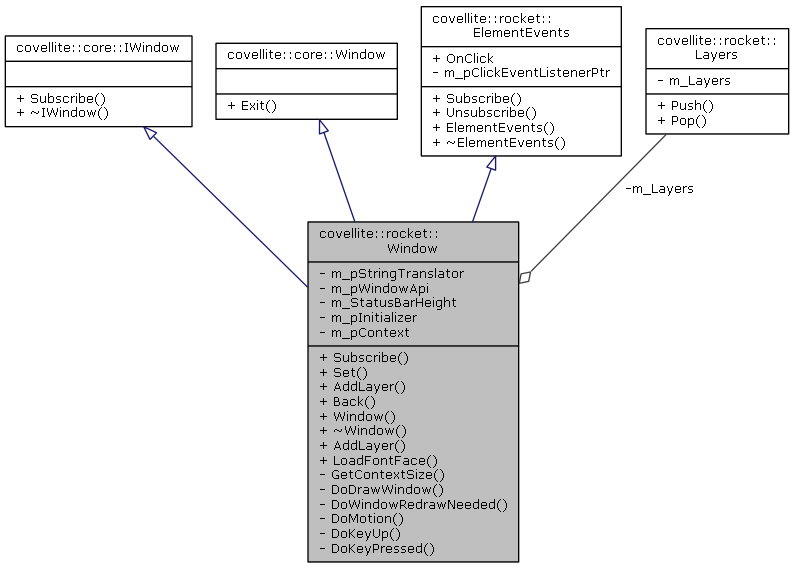 covellite::core::IWindow
+ Subscribe()
+ ~IWindow()
covellite::core::Window
+ Exit()
covellite::rocket::
ElementEvents
+ OnClick
- m_pClickEventListenerPtr
+ Subscribe()
+ Unsubscribe()
+ ElementEvents()
+ ~ElementEvents()
covellite::rocket::
Layers
- m_Layers
+ Push()
+ Pop()
-m_Layers
covellite::rocket::
Window
- m_pStringTranslator
- m_pWindowApi
- m_StatusBarHeight
- m_pInitializer
- m_pContext
+ Subscribe()
+ Set()
+ AddLayer()
+ Back()
+ Window()
+ ~Window()
+ AddLayer()
+ LoadFontFace()
- GetContextSize()
- DoDrawWindow()
- DoWindowRedrawNeeded()
- DoMotion()
- DoKeyUp()
- DoKeyPressed()